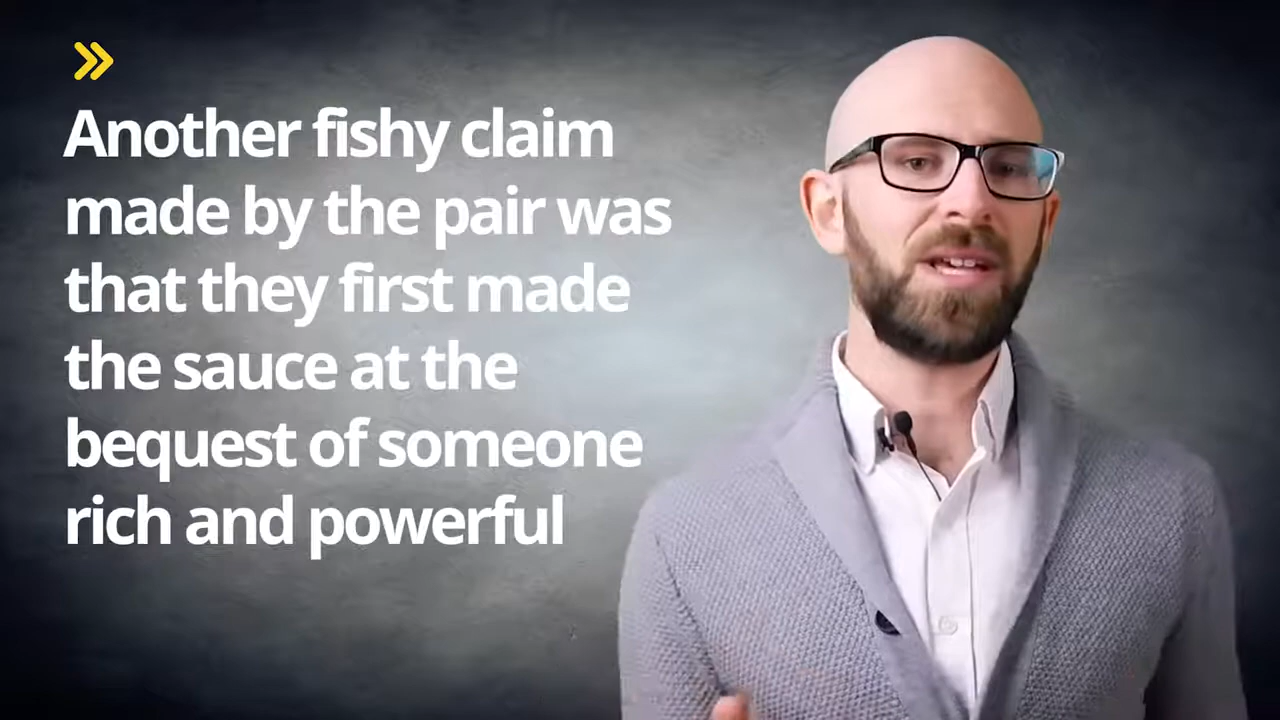 Another fishy claim
made by the pair was
that they first made
the sauce at the
bequest of someone
rich and powerful